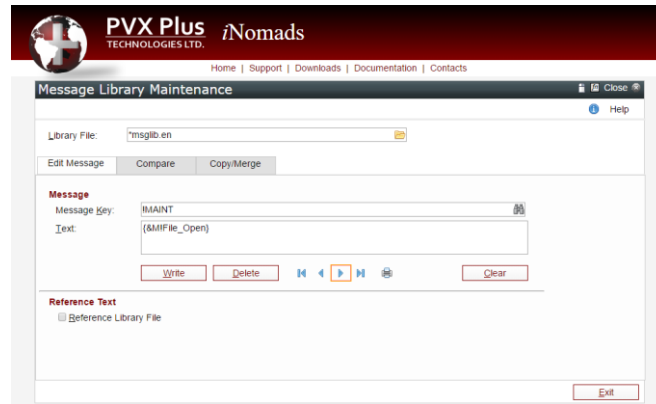 PVX Plus iNomads
TECHNOLOGIES LTD.
Home | Support | Downloads | Documentation | Contacts
Message Library Maintenance Close
Help
Library File: *msglib.en
Edit Message Compare Copy/Merge
Message
Message Key: !MAINT
Text: {&M!File_Open}
Write Delete Clear
Reference Text
Reference Library File
Exit